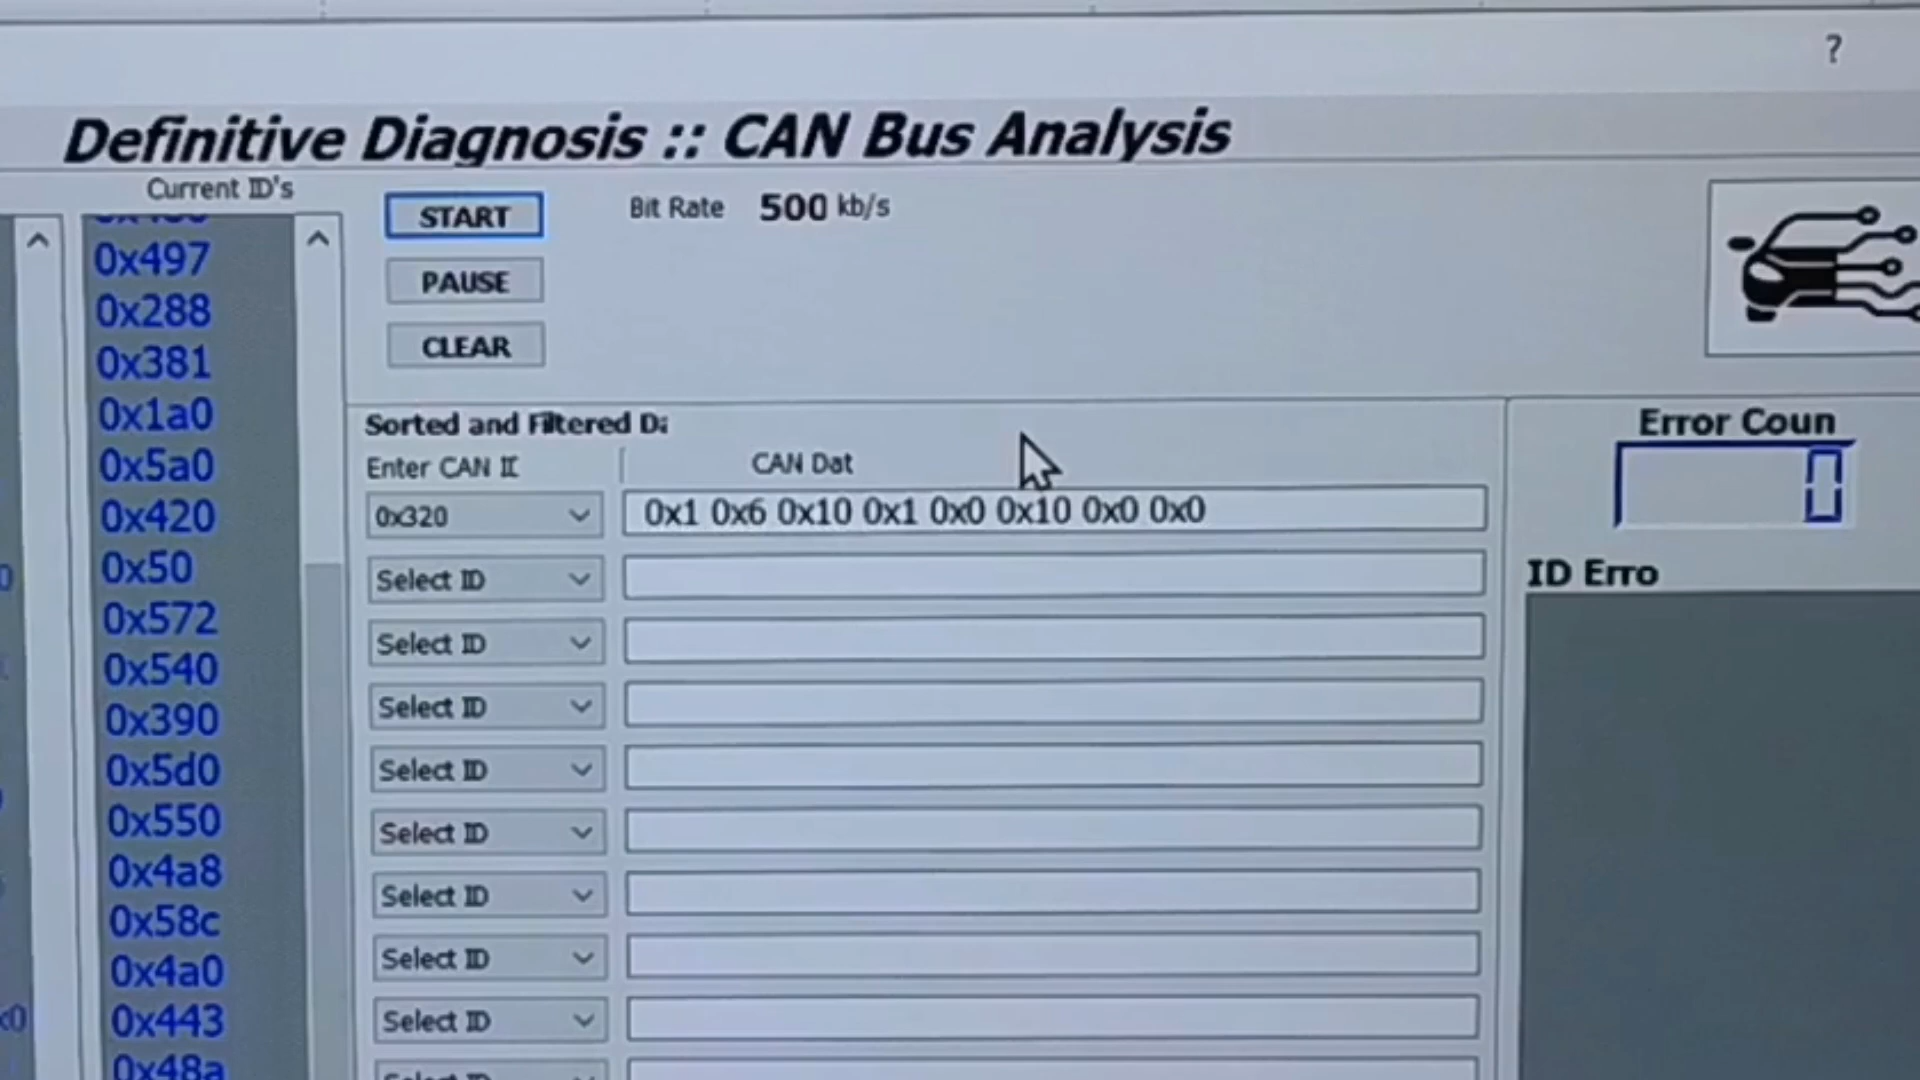 ?
Definitive Diagnosis :: CAN Bus Analysis
Current ID's
0x497
0x288
0x381
0x1a0
0x5a0
0x420
0x50
0x572
0x540
0x390
0x5d0
0x550
0x4a8
0x58c
0x4a0
0x443
0x48a
START
PAUSE
CLEAR
Bit Rate 500 kb/s
Sorted and Filtered Da
Enter CAN ID CAN Dat
0x320 0x1 0x6 0x10 0x1 0x0 0x10 0x0 0x0
Select ID
Select ID
Select ID
Select ID
Select ID
Select ID
Select ID
Select ID
Error Coun
0
ID Erro